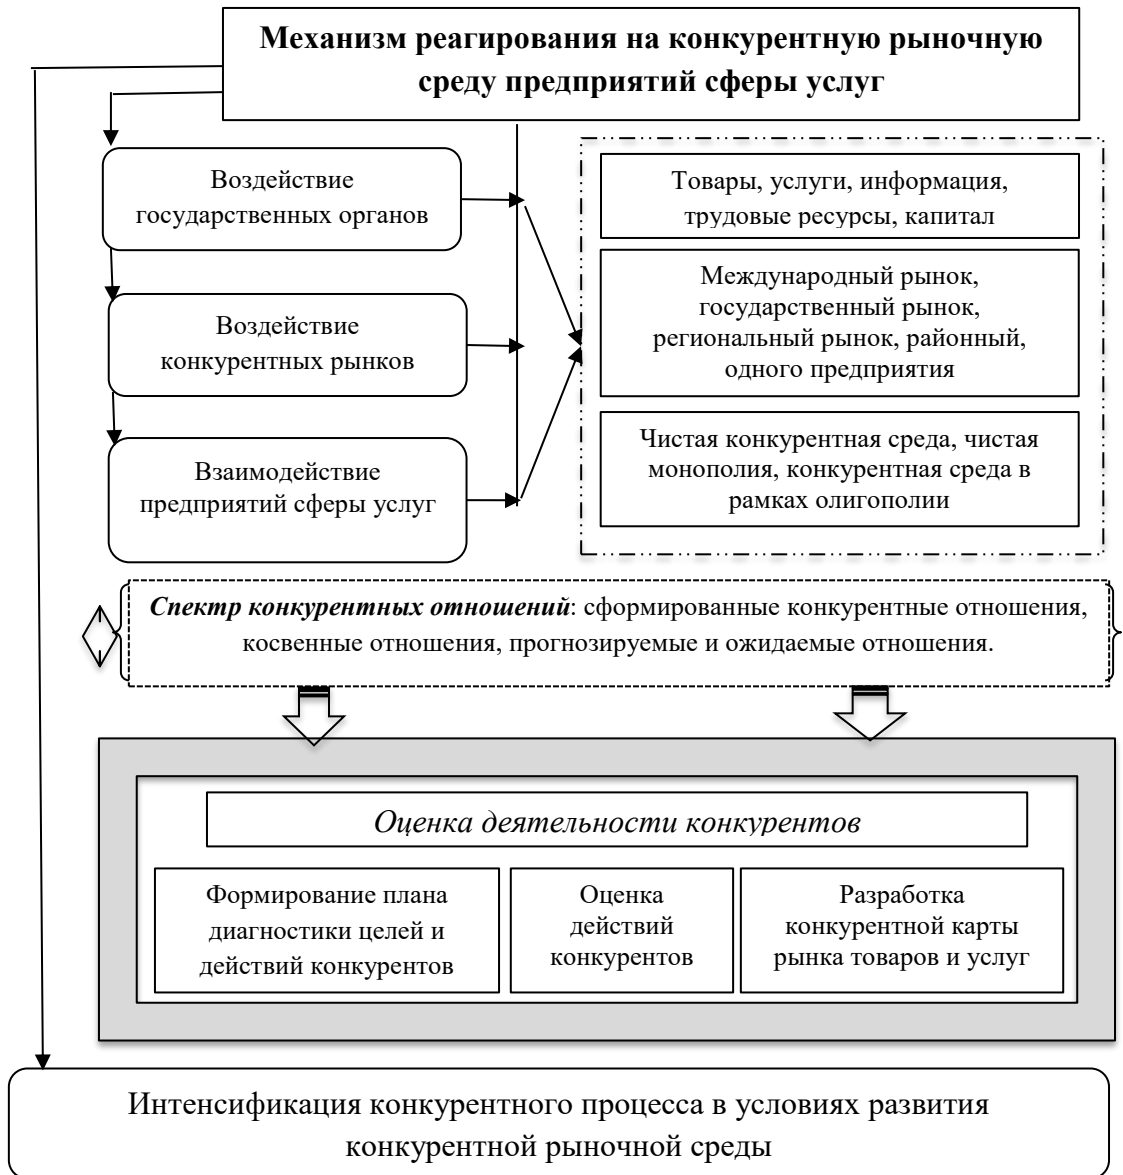 Механизм реагирования на конкурентную рыночную
среду предприятий сферы услуг
Воздействие
государственных органов
Воздействие
конкурентных рынков
Взаимодействие
предприятий сферы услуг
Товары, услуги, информация,
трудовые ресурсы, капитал
Международный рынок,
государственный рынок,
региональный рынок, районный,
одного предприятия
Чистая конкурентная среда, чистая
монополия, конкурентная среда в
рамках олигополии
Спектр конкурентных отношений: сформированные конкурентные отношения,
косвенные отношения, прогнозируемые и ожидаемые отношения.
Оценка деятельности конкурентов
Формирование плана
диагностики целей и
действий конкурентов
Оценка
действий
конкурентов
Разработка
конкурентной карты
рынка товаров и услуг
Интенсификация конкурентного процесса в условиях развития
конкурентной рыночной среды